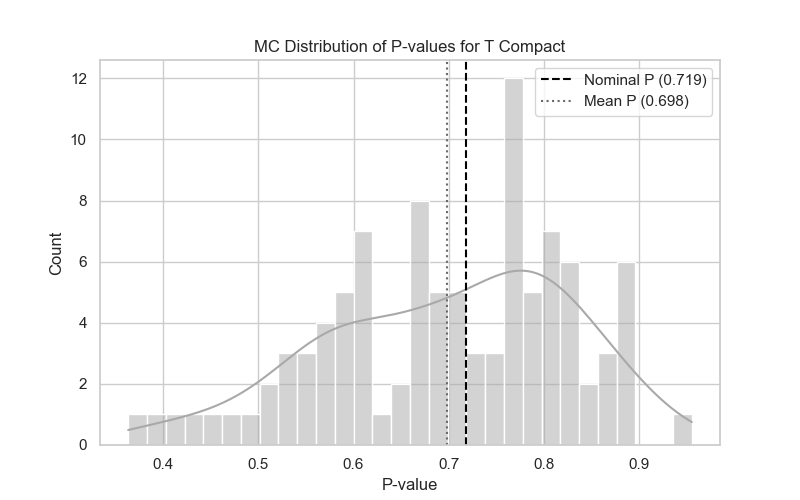 MC Distribution of P-values for T Compact
Nominal P (0.719)
Mean P (0.698)
Count
12
10
8
6
4
2
0
0.4 0.5 0.6 0.7 0.8 0.9
P-value